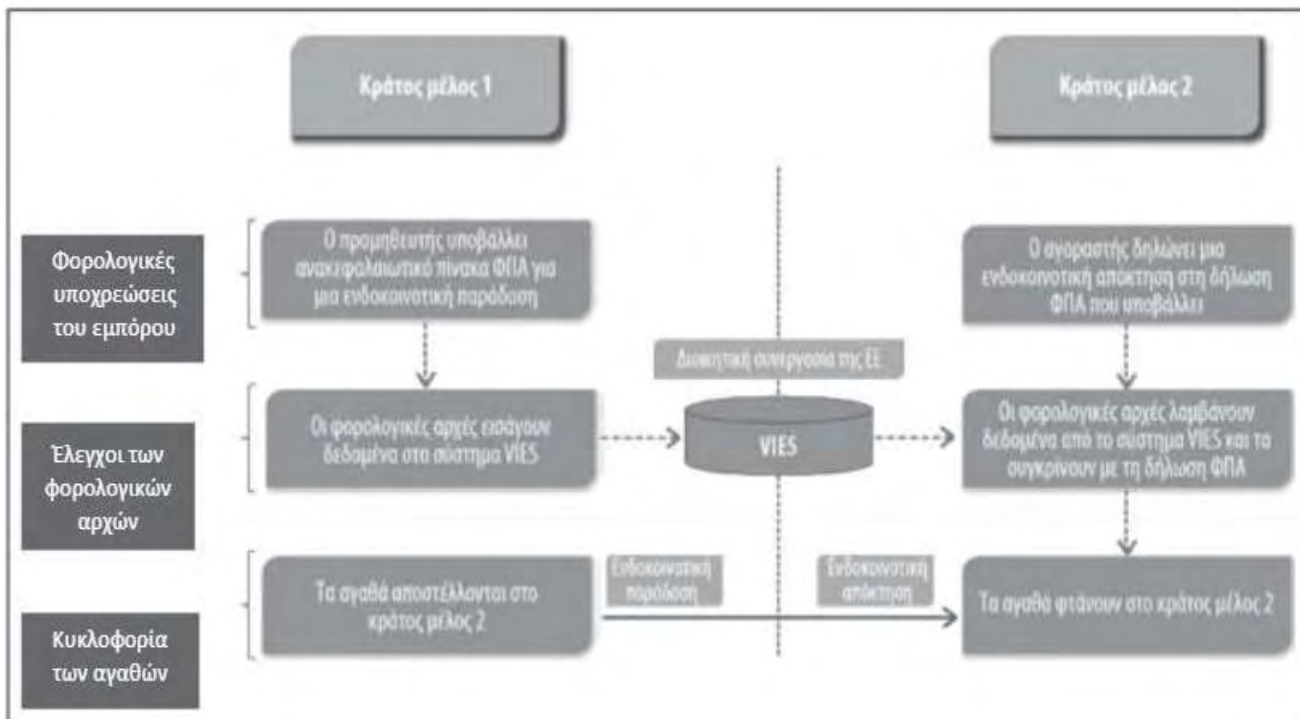 Κράτος μέλος 1
Κράτος μέλος 2
Φορολογικές
υποχρεώσεις
του εμπόρου
Ο προμηθευτής υποβάλλει
ανακεφαλαιωτικό πίνακα ΦΠΑ για
μια ενδοκοινοτική παράδοση
Ο αγοραστής δηλώνει μια
ενδοκοινοτική απόκτηση στη δήλωση
ΦΠΑ που υποβάλλει
Διοικητική συνεργασία της ΕΕ
Έλεγχοι των
φορολογικών
αρχών
Οι φορολογικές αρχές εισάγουν
δεδομένα στο σύστημα VIES
VIES
Οι φορολογικές αρχές λαμβάνουν
δεδομένα από το σύστημα VIES και τα
συγκρίνουν με τη δήλωση ΦΠΑ
Κυκλοφορία
των αγαθών
Τα αγαθά αποστέλλονται στο
κράτος μέλος 2
Ενδοκοινοτική
παράδοση
Ενδοκοινοτική
απόκτηση
Τα αγαθά φτάνουν στο κράτος μέλος 2